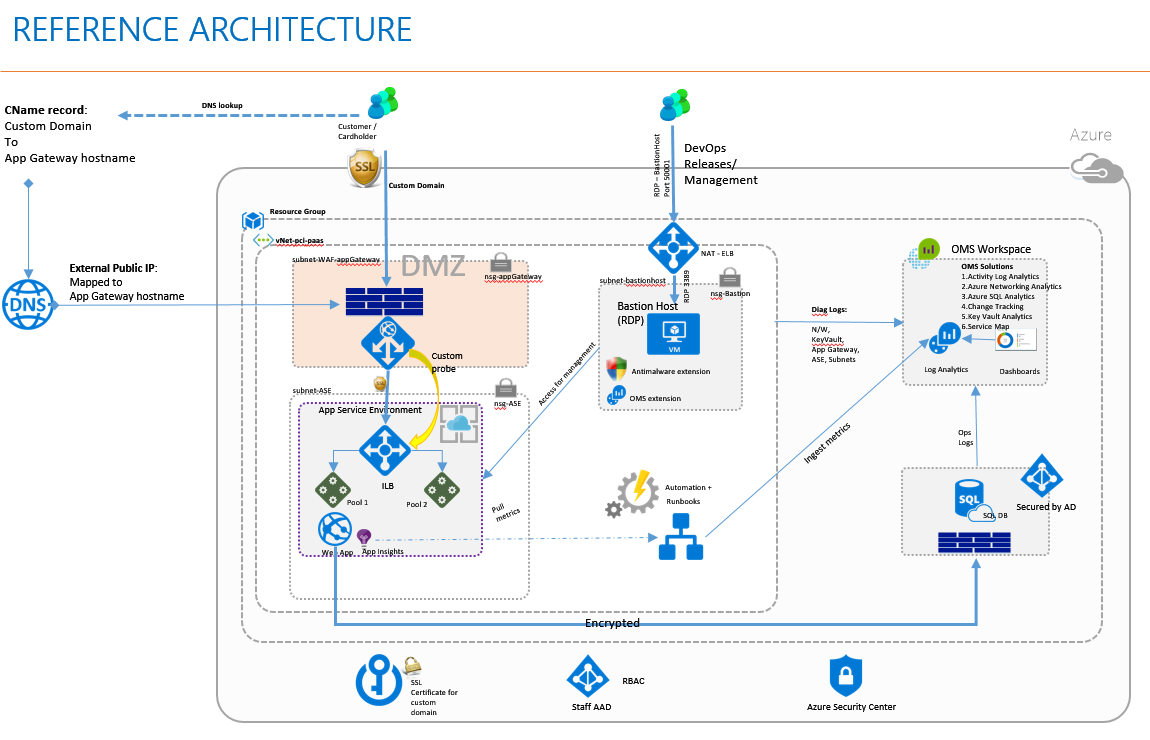 REFERENCE ARCHITECTURE
CName record:
Custom Domain
To
App Gateway hostname
DNS lookup
Customer /
Cardholder
SSL
Custom Domain
RDP – BastionHost
Port 50001
DevOps
Releases/
Management
Azure
Resource Group
vNet-pci-paas
subnet-WAF-appGateway
DMZ
nsg-appGateway
External Public IP:
Mapped to
App Gateway hostname
DNS
NAT - ELB
RDP 3389
subnet-bastionhost
nsg-Bastion
Bastion Host
(RDP)
VM
Antimalware extension
OMS extension
OMS Workspace
OMS Solutions
1.Activity Log Analytics
2.Azure Networking Analytics
3.Azure SQL Analytics
4.Change Tracking
5.Key Vault Analytics
6.Service Map
Log Analytics
Dashboards
Diag Logs:
N/W,
KeyVault,
App Gateway,
ASE, Subnets
Custom
probe
Access for management
SSL
subnet-ASE
nsg-ASE
App Service Environment
ILB
Pool 1
Pool 2
Web App
App Insights
Pull
metrics
Automation +
Runbooks
Ingest metrics
Ops
Logs
SQL
SQL DB
Secured by AD
Encrypted
SSL
Certificate for
custom
domain
RBAC
Staff AAD
Azure Security Center